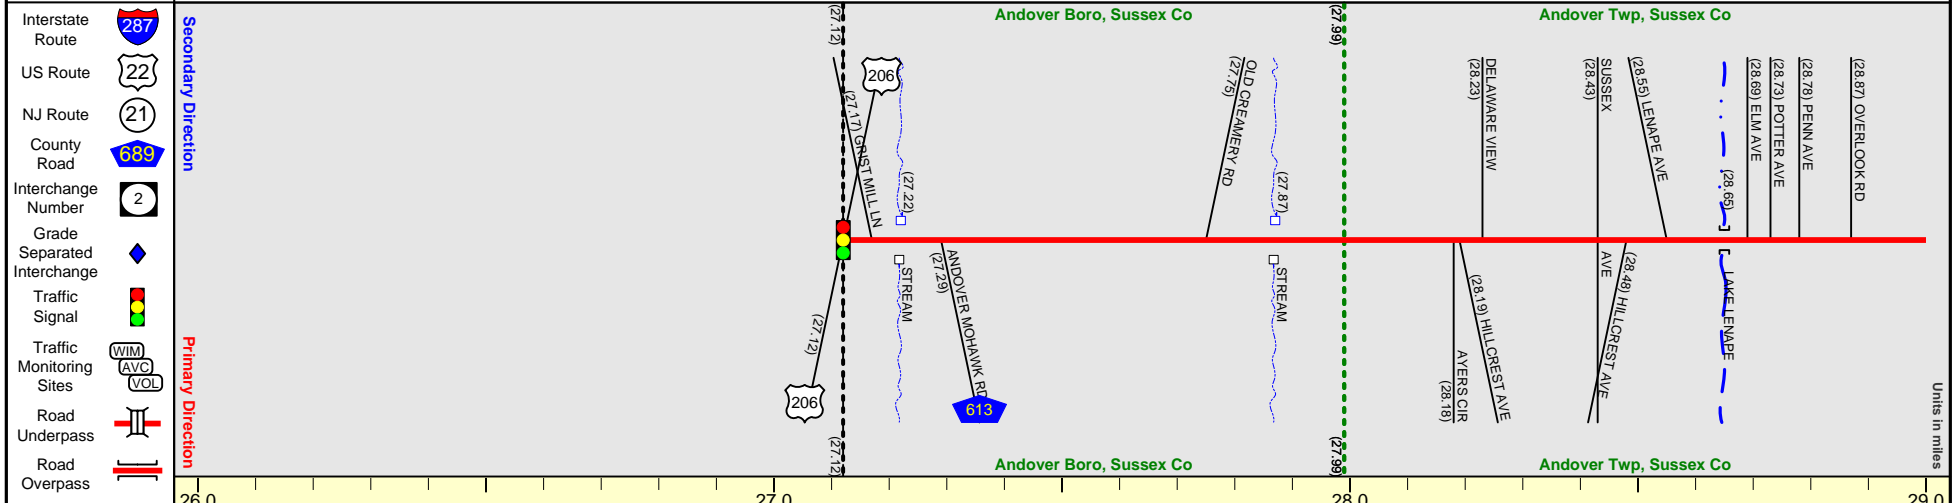 Interstate
Route
287
US Route
22
NJ Route
21
County
Road
689
Interchange
Number
2
Grade
Separated
Interchange
Traffic
Signal
Traffic
Monitoring
Sites
WIM
AVC
VOL
Road
Underpass
Road
Overpass
Secondary Direction
Primary Direction
Andover Boro, Sussex Co
Andover Twp, Sussex Co
(27.12)
(27.99)
206
(27.17) GRIST MILL LN
(27.22)
OLD CREAMERY RD
(27.75)
(27.87)
DELAWARE VIEW
(28.23)
SUSSEX
(28.43)
(28.55) LENAPE AVE
(28.65)
(28.69) ELM AVE
(28.73) POTTER AVE
(28.78) PENN AVE
(28.87) OVERLOOK RD
(27.12)
206
STREAM
ANDOVER MOHAWK RD
(27.29)
613
STREAM
AYERS CIR
(28.18)
(28.19) HILLCREST AVE
AVE
(28.48) HILLCREST AVE
LAKE LENAPE
Units in miles
(27.12)
(27.99)
Andover Boro, Sussex Co
Andover Twp, Sussex Co
26.0
27.0
28.0
29.0